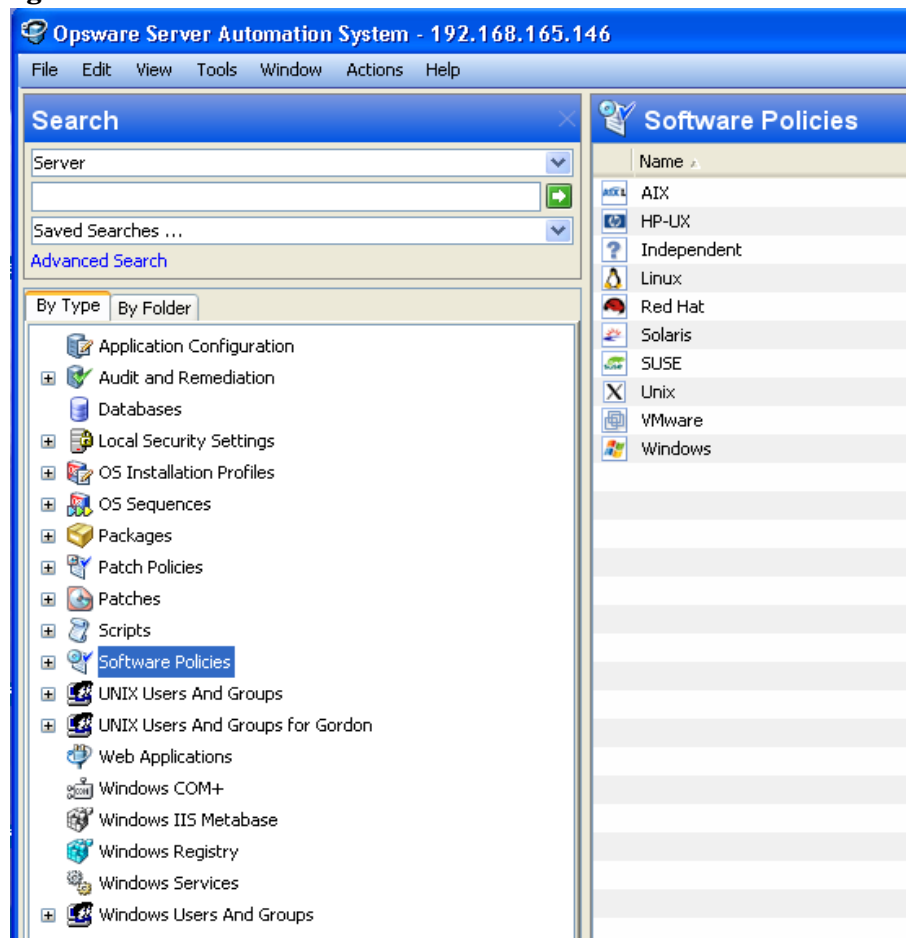 Opsware Server Automation System - 192.168.165.146
File Edit View Tools Window Actions Help
Search
Server
Saved Searches ...
Advanced Search
By Type By Folder
Application Configuration
Audit and Remediation
Databases
Local Security Settings
OS Installation Profiles
OS Sequences
Packages
Patch Policies
Patches
Scripts
Software Policies
UNIX Users And Groups
UNIX Users And Groups for Gordon
Web Applications
Windows COM+
Windows IIS Metabase
Windows Registry
Windows Services
Windows Users And Groups
Software Policies
Name
AIX
HP-UX
Independent
Linux
Red Hat
Solaris
SUSE
Unix
VMware
Windows